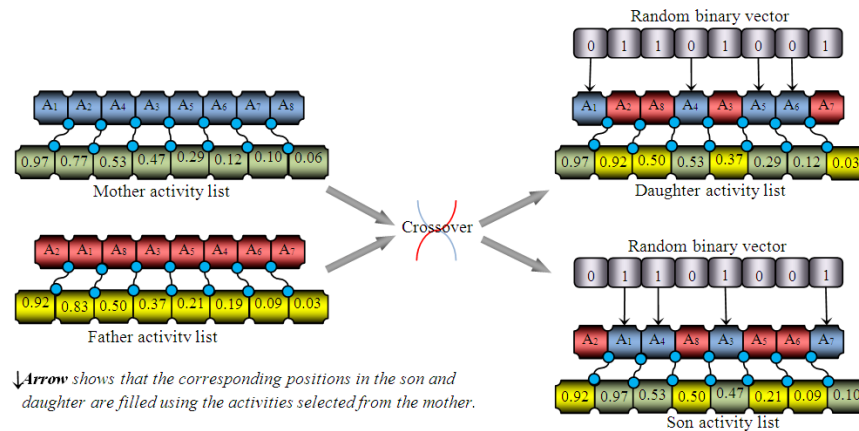 A1 A2 A4 A3 A5 A6 A7 A8
0.97 0.77 0.53 0.47 0.29 0.12 0.10 0.06
Mother activity list
A2 A1 A8 A3 A5 A4 A6 A7
0.92 0.83 0.50 0.37 0.21 0.19 0.09 0.03
Father activity list
↓Arrow shows that the corresponding positions in the son and
daughter are filled using the activities selected from the mother.
Crossover
Random binary vector
0 1 1 0 1 0 0 1
A1 A2 A8 A4 A3 A5 A6 A7
0.97 0.92 0.50 0.53 0.37 0.29 0.12 0.03
Daughter activity list
Random binary vector
0 1 1 0 1 0 0 1
A2 A1 A4 A8 A3 A5 A6 A7
0.92 0.97 0.53 0.50 0.47 0.21 0.09 0.10
Son activity list